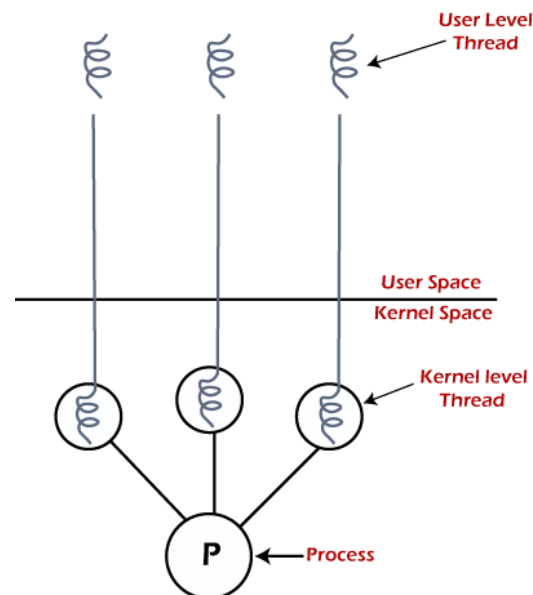 User Level
Thread
User Space
Kernel Space
Kernel level
Thread
P
Process